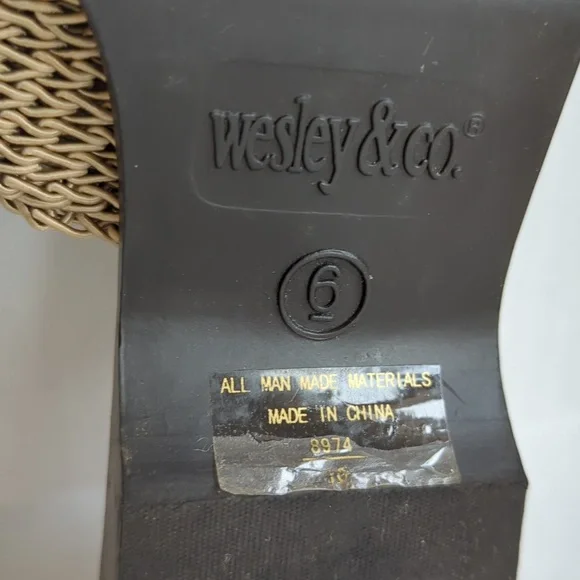 wesley & co.®
6
ALL MAN MADE MATERIALS
MADE IN CHINA
8974